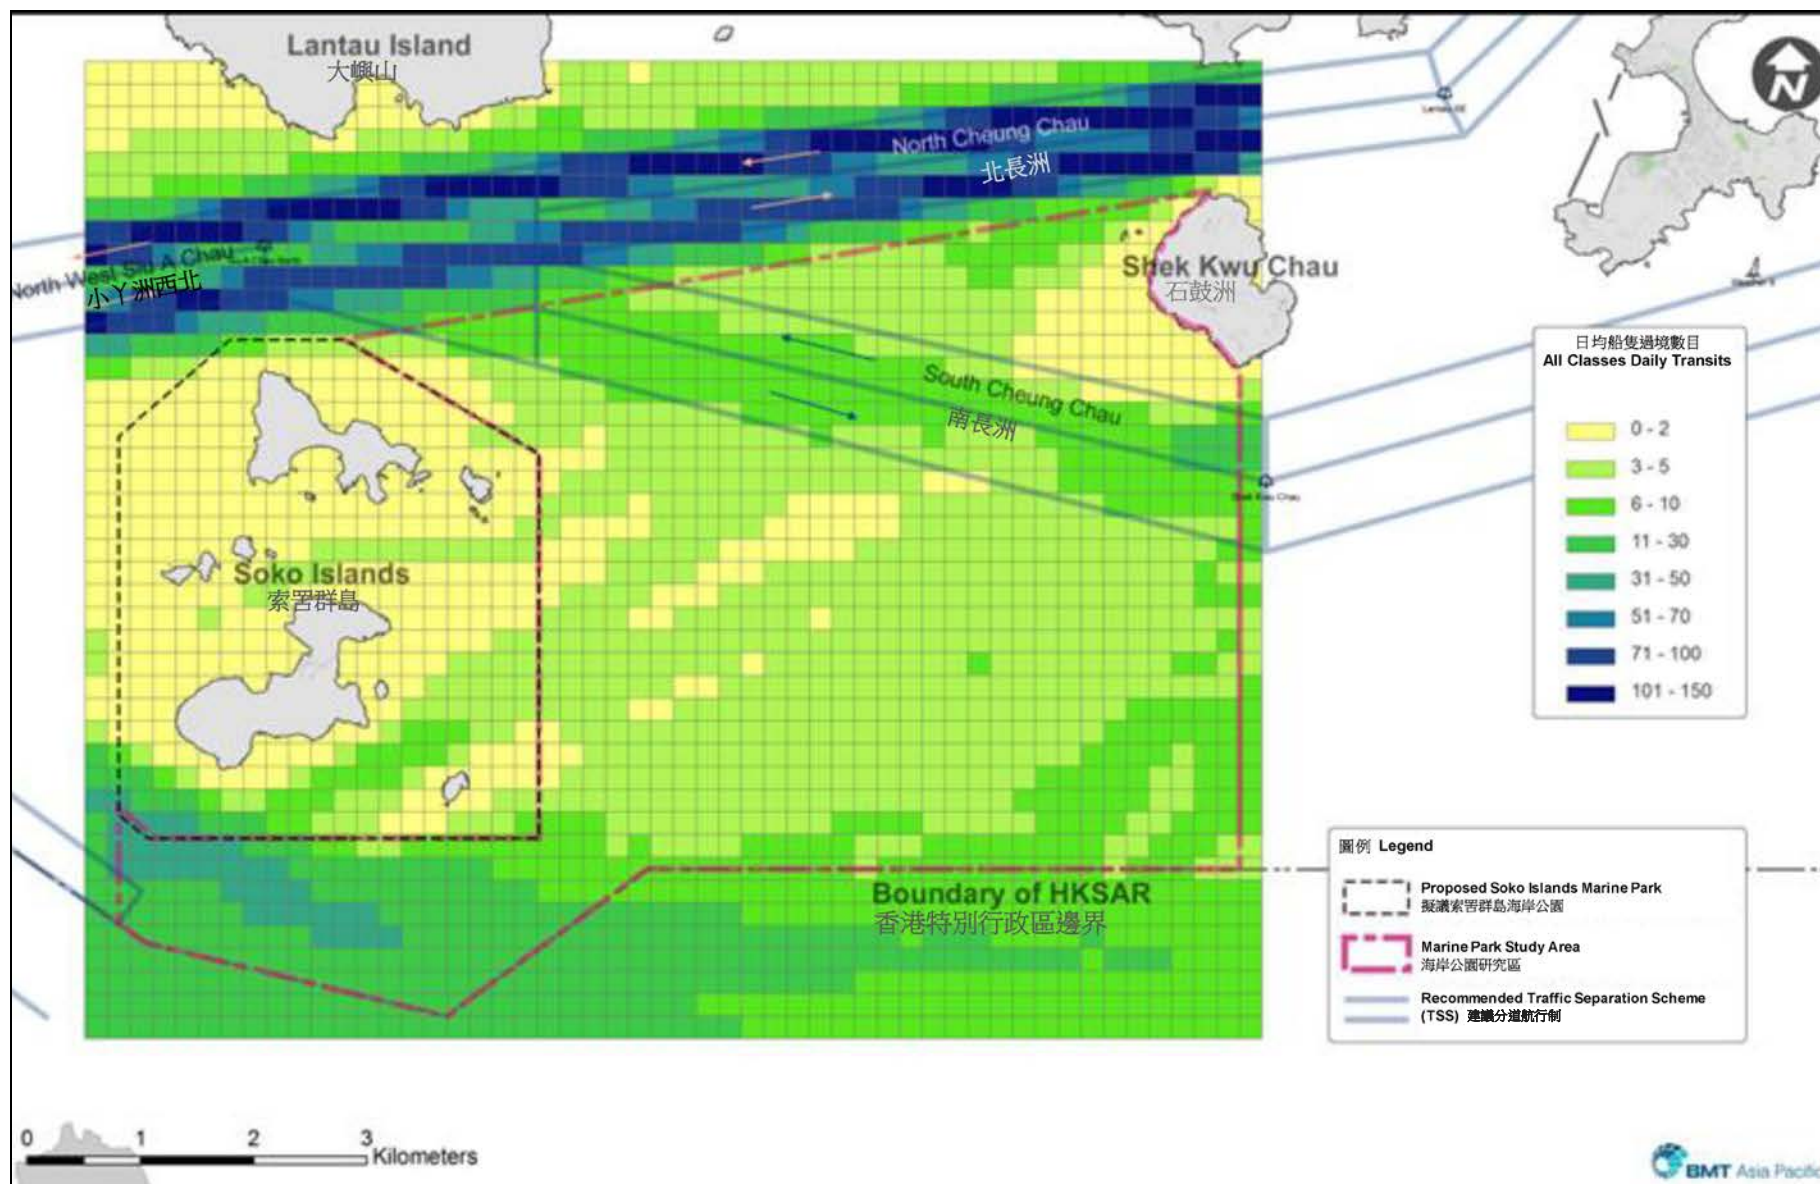 Lantau Island
大嶼山
N
North Cheung Chau
北長洲
North West Siu A Chau
小丫洲西北
Shek Kwu Chau
石鼓洲
South Cheung Chau
南長洲
Shek Kwu Chau
Soko Islands
索罟群島
Boundary of HKSAR
香港特別行政區邊界
日均船隻過境數目
All Classes Daily Transits
0 - 2
3 - 5
6 - 10
11 - 30
31 - 50
51 - 70
71 - 100
101 - 150
圖例 Legend
Proposed Soko Islands Marine Park
擬議索罟群島海岸公園
Marine Park Study Area
海岸公園研究區
Recommended Traffic Separation Scheme
(TSS) 建議分道航行制
0 1 2 3
Kilometers
BMT Asia Pacific